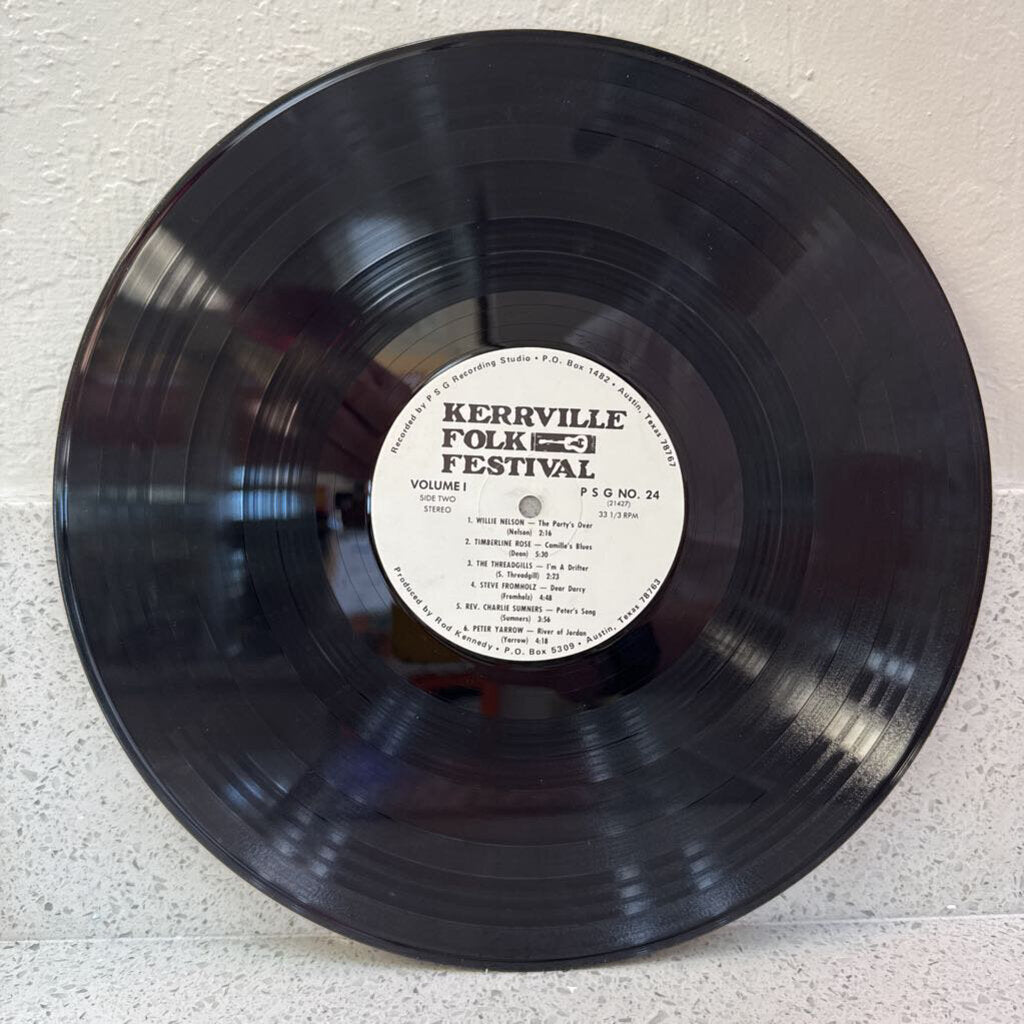 Recorded by P S G Recording Studio • P.O. Box 1482 • Austin, Texas 78767
KERRVILLE
FOLK
FESTIVAL
VOLUME I
SIDE TWO
STEREO
P S G NO. 24
(21427)
33 1/3 RPM
1. WILLIE NELSON — The Party's Over
(Nelson) 2:16
2. TIMBERLINE ROSE — Camille's Blues
(Dean) 5:30
3. THE THREADGILLS — I'm A Drifter
(S. Threadgill) 2:23
4. STEVE FROMHOLZ — Dear Darcy
(Fromholz) 4:48
5. REV. CHARLIE SUMNERS — Peter's Song
(Sumners) 3:56
6. PETER YARROW — River of Jordan
(Yarrow) 4:18
Produced by Rod Kennedy • P.O. Box 5309 • Austin, Texas 78763